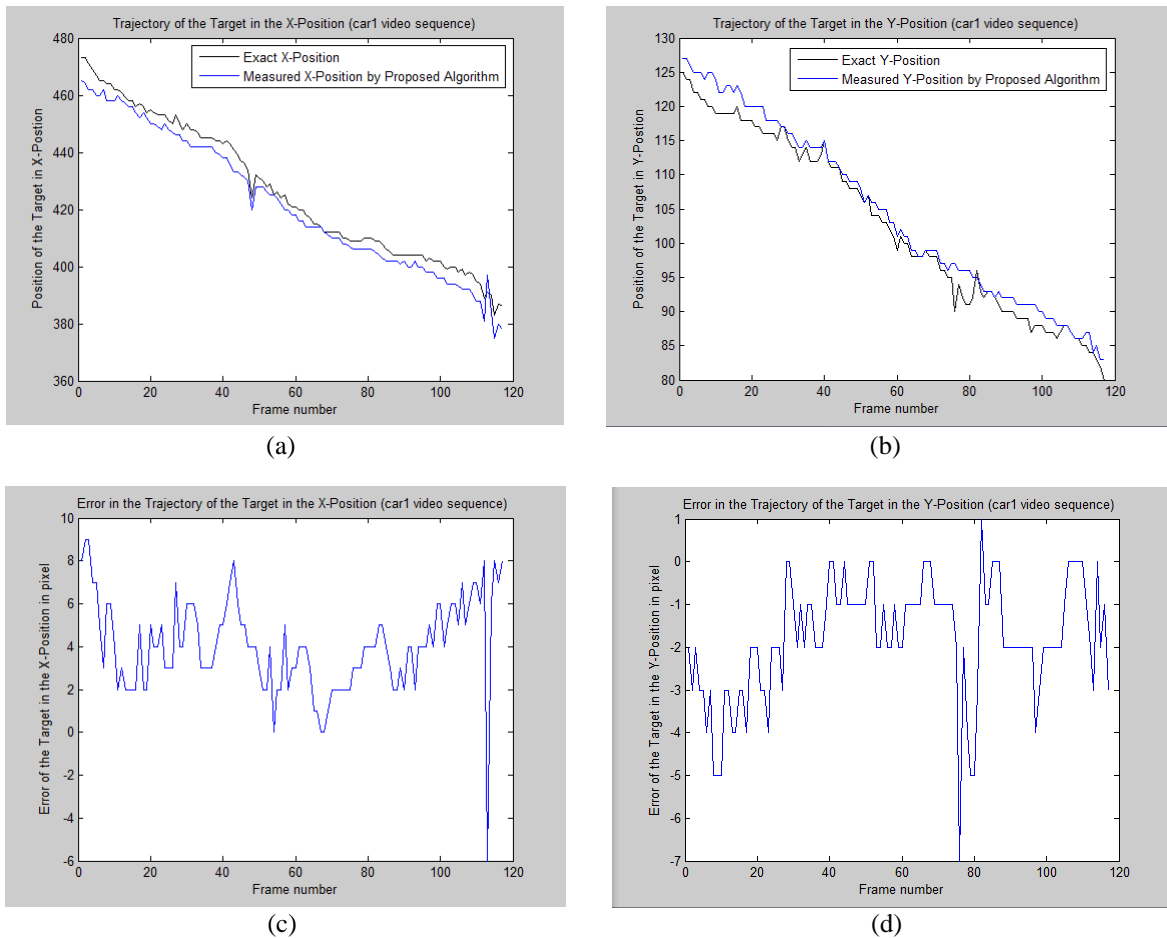 Trajectory of the Target in the X-Position (car1 video sequence)
480
460
440
420
400
380
360
Position of the Target in X-Postion
Exact X-Position
Measured X-Position by Proposed Algorithm
0 20 40 60 80 100 120
Frame number
(a)
Trajectory of the Target in the Y-Position (car1 video sequence)
130
125
120
115
110
105
100
95
90
85
80
Position of the Target in Y-Postion
Exact Y-Position
Measured Y-Position by Proposed Algorithm
0 20 40 60 80 100 120
Frame number
(b)
Error in the Trajectory of the Target in the X-Position (car1 video sequence)
10
8
6
4
2
0
-2
-4
-6
Error of the Target in the X-Position in pixel
0 20 40 60 80 100 120
Frame number
(c)
Error in the Trajectory of the Target in the Y-Position (car1 video sequence)
1
0
-1
-2
-3
-4
-5
-6
-7
Error of the Target in the Y-Position in pixel
0 20 40 60 80 100 120
Frame number
(d)